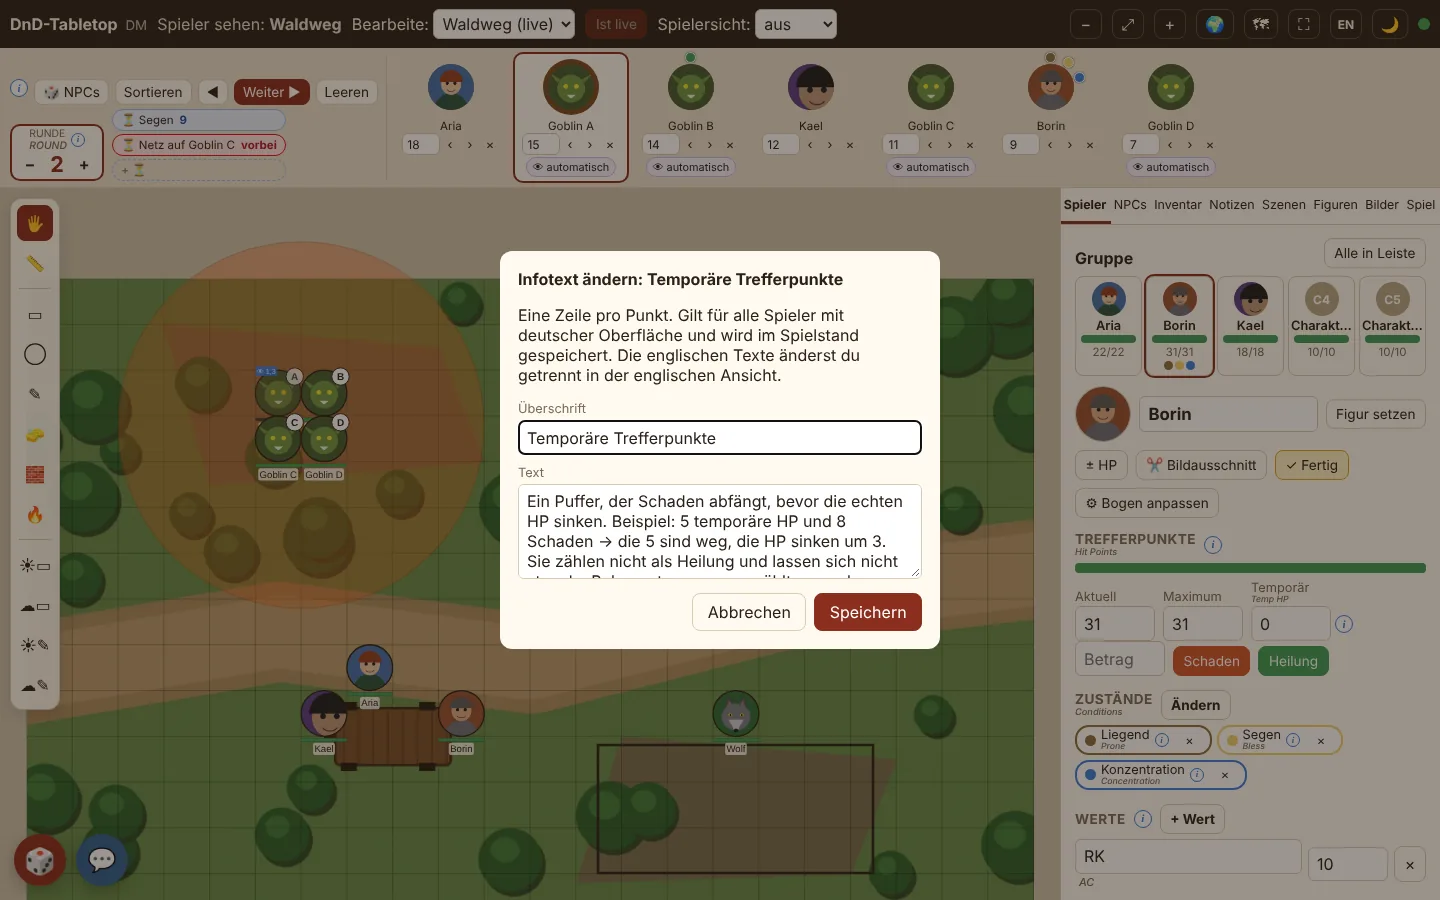 DnD-Tabletop DM Spieler sehen: Waldweg Bearbeite: Waldweg (live) Ist live Spielersicht: aus EN
NPCs Sortieren Weiter Leeren
RUNDE
ROUND
− 2 +
Segen 9
Netz auf Goblin C vorbei
+
Aria
18 ‹ › ×
Goblin A
15 ‹ › ×
automatisch
Goblin B
14 ‹ › ×
automatisch
Kael
12 ‹ › ×
Goblin C
11 ‹ › ×
automatisch
Borin
9 ‹ › ×
Goblin D
7 ‹ › ×
automatisch
A
B
C
D
Goblin C Goblin D
Aria
Kael
Borin
Wolf
Infotext ändern: Temporäre Trefferpunkte
Eine Zeile pro Punkt. Gilt für alle Spieler mit
deutscher Oberfläche und wird im Spielstand
gespeichert. Die englischen Texte änderst du
getrennt in der englischen Ansicht.
Überschrift
Temporäre Trefferpunkte
Text
Ein Puffer, der Schaden abfängt, bevor die echten
HP sinken. Beispiel: 5 temporäre HP und 8
Schaden → die 5 sind weg, die HP sinken um 3.
Sie zählen nicht als Heilung und lassen sich nicht
Abbrechen Speichern
Spieler NPCs Inventar Notizen Szenen Figuren Bilder Spiel
Gruppe Alle in Leiste
Aria
22/22
Borin
31/31
Kael
18/18
C4
Charakt...
10/10
C5
Charakt...
10/10
Borin Figur setzen
± HP Bildausschnitt ✓ Fertig
Bogen anpassen
TREFFERPUNKTE
Hit Points
Aktuell Maximum Temporär
Temp HP
31 31 0
Betrag Schaden Heilung
ZUSTÄNDE Ändern
Conditions
Liegend
Prone
Segen
Bless
Konzentration
Concentration
WERTE + Wert
RK 10 ×
AC